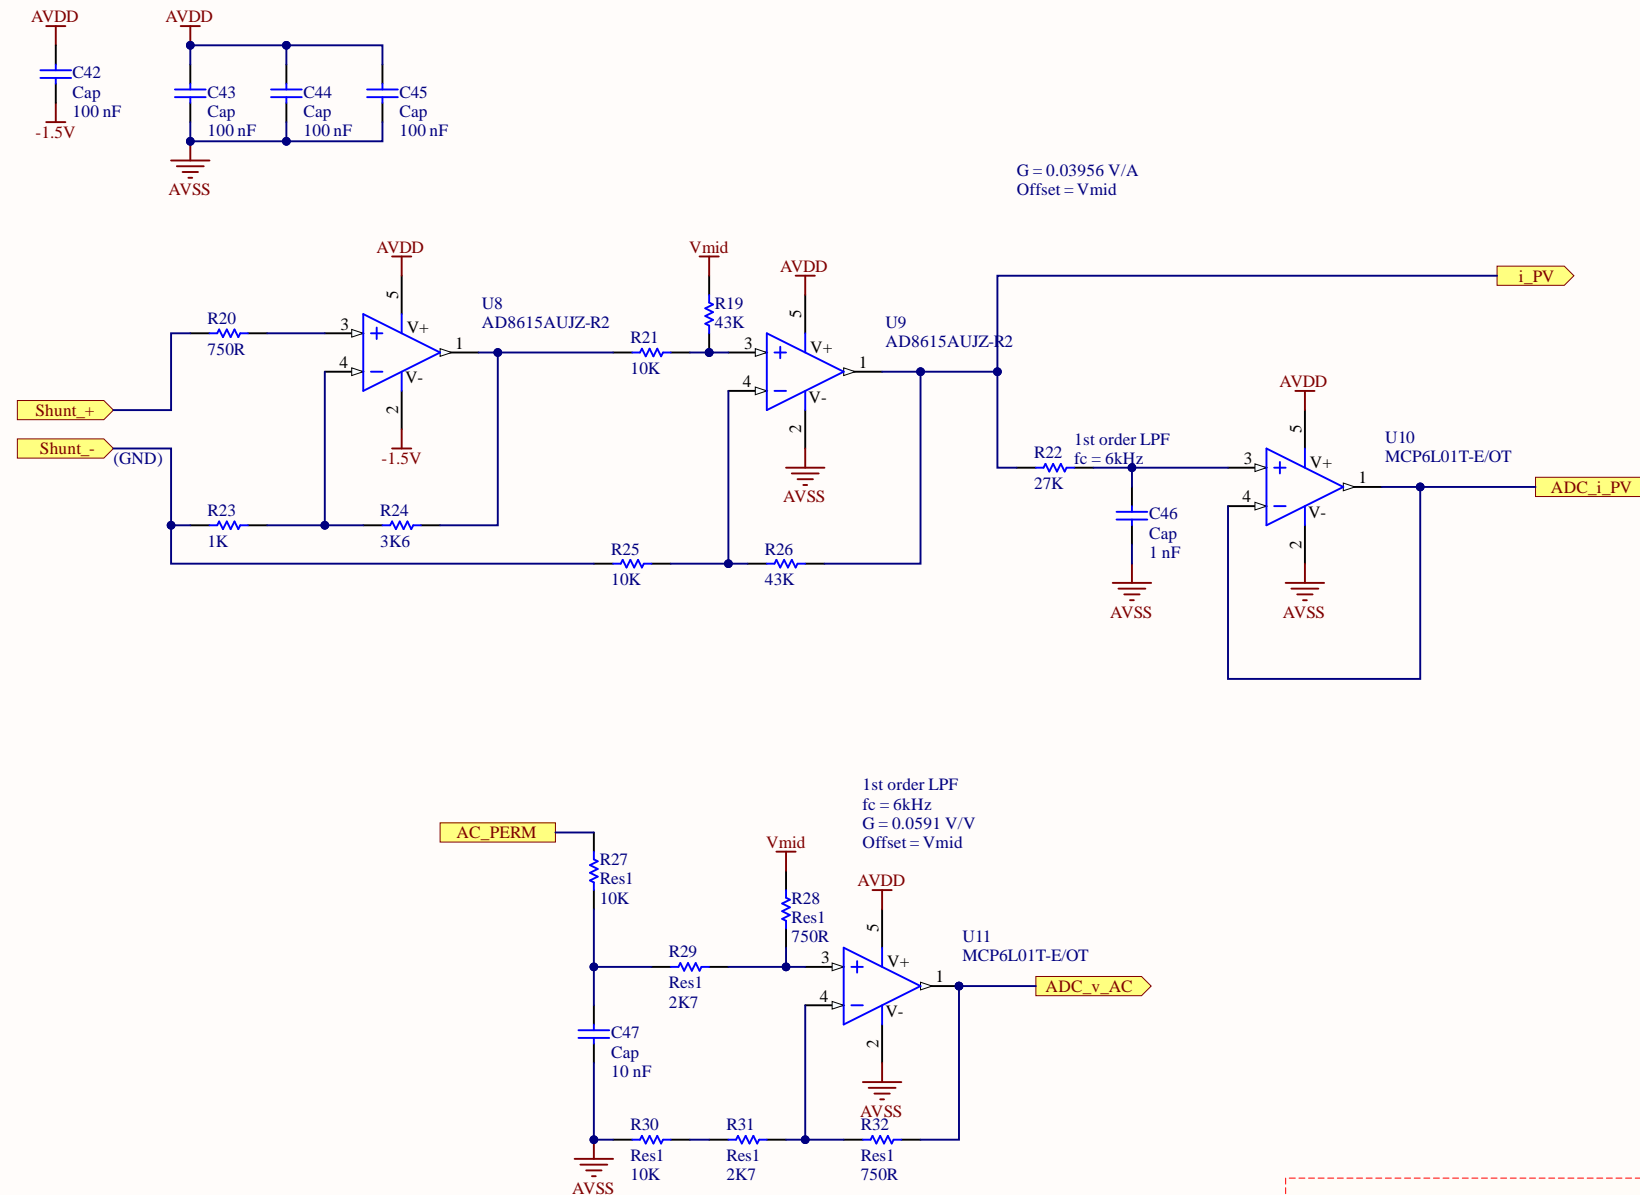 AVDD
C42
Cap
100 nF
-1.5V
AVDD
C43
Cap
100 nF
C44
Cap
100 nF
C45
Cap
100 nF
AVSS
G = 0.03956 V/A
Offset = Vmid
Shunt_+
Shunt_-
(GND)
R20
750R
AVDD
5
3
+
V+
4
-
V-
1
2
-1.5V
U8
AD8615AUJZ-R2
R23
1K
R24
3K6
Vmid
R19
43K
R21
10K
AVDD
5
3
+
V+
4
-
V-
1
2
AVSS
U9
AD8615AUJZ-R2
R25
10K
R26
43K
i_PV
R22
27K
1st order LPF
fc = 6kHz
C46
Cap
1 nF
AVSS
AVDD
5
3
+
V+
4
-
V-
1
2
AVSS
U10
MCP6L01T-E/OT
ADC_i_PV
1st order LPF
fc = 6kHz
G = 0.0591 V/V
Offset = Vmid
AC_PERM
R27
Res1
10K
Vmid
R28
Res1
750R
R29
Res1
2K7
AVDD
5
3
+
V+
4
-
V-
1
2
AVSS
U11
MCP6L01T-E/OT
ADC_v_AC
C47
Cap
10 nF
R30
Res1
10K
R31
Res1
2K7
R32
Res1
750R
AVSS